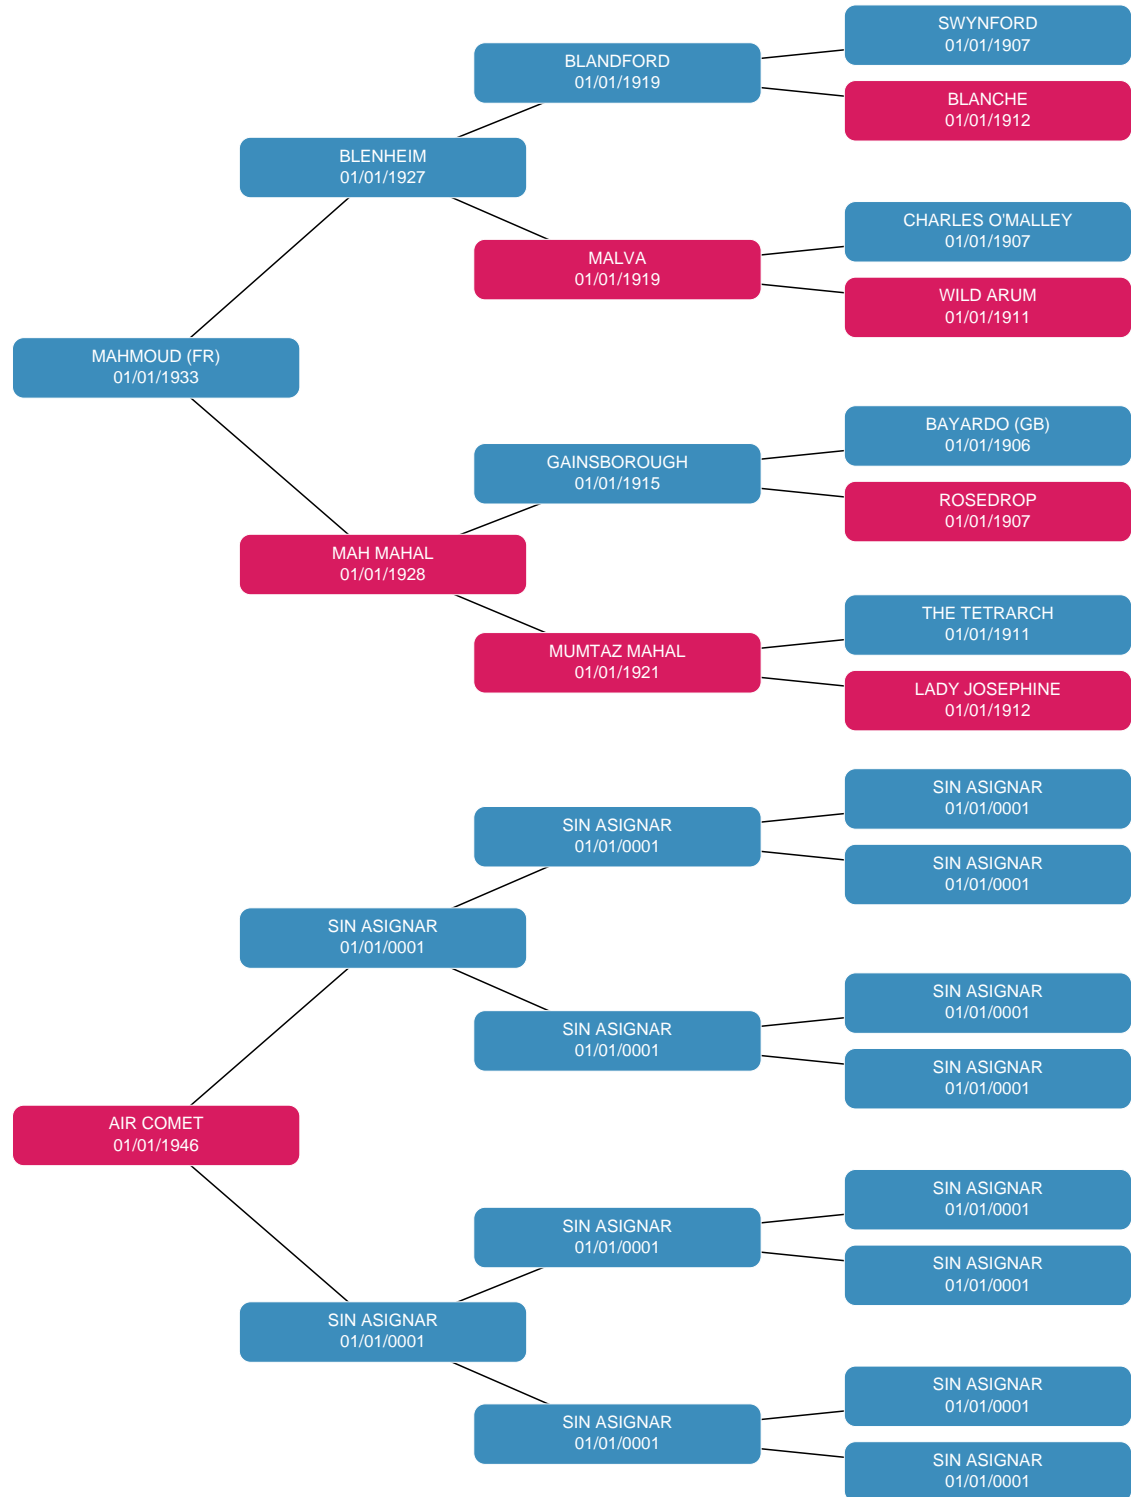 SWYNFORD
01/01/1907
BLANDFORD
01/01/1919
BLANCHE
01/01/1912
BLENHEIM
01/01/1927
CHARLES O'MALLEY
01/01/1907
MALVA
01/01/1919
WILD ARUM
01/01/1911
MAHMOUD (FR)
01/01/1933
BAYARDO (GB)
01/01/1906
GAINSBOROUGH
01/01/1915
ROSEDROP
01/01/1907
MAH MAHAL
01/01/1928
THE TETRARCH
01/01/1911
MUMTAZ MAHAL
01/01/1921
LADY JOSEPHINE
01/01/1912
SIN ASIGNAR
01/01/0001
SIN ASIGNAR
01/01/0001
SIN ASIGNAR
01/01/0001
SIN ASIGNAR
01/01/0001
SIN ASIGNAR
01/01/0001
SIN ASIGNAR
01/01/0001
SIN ASIGNAR
01/01/0001
AIR COMET
01/01/1946
SIN ASIGNAR
01/01/0001
SIN ASIGNAR
01/01/0001
SIN ASIGNAR
01/01/0001
SIN ASIGNAR
01/01/0001
SIN ASIGNAR
01/01/0001
SIN ASIGNAR
01/01/0001
SIN ASIGNAR
01/01/0001